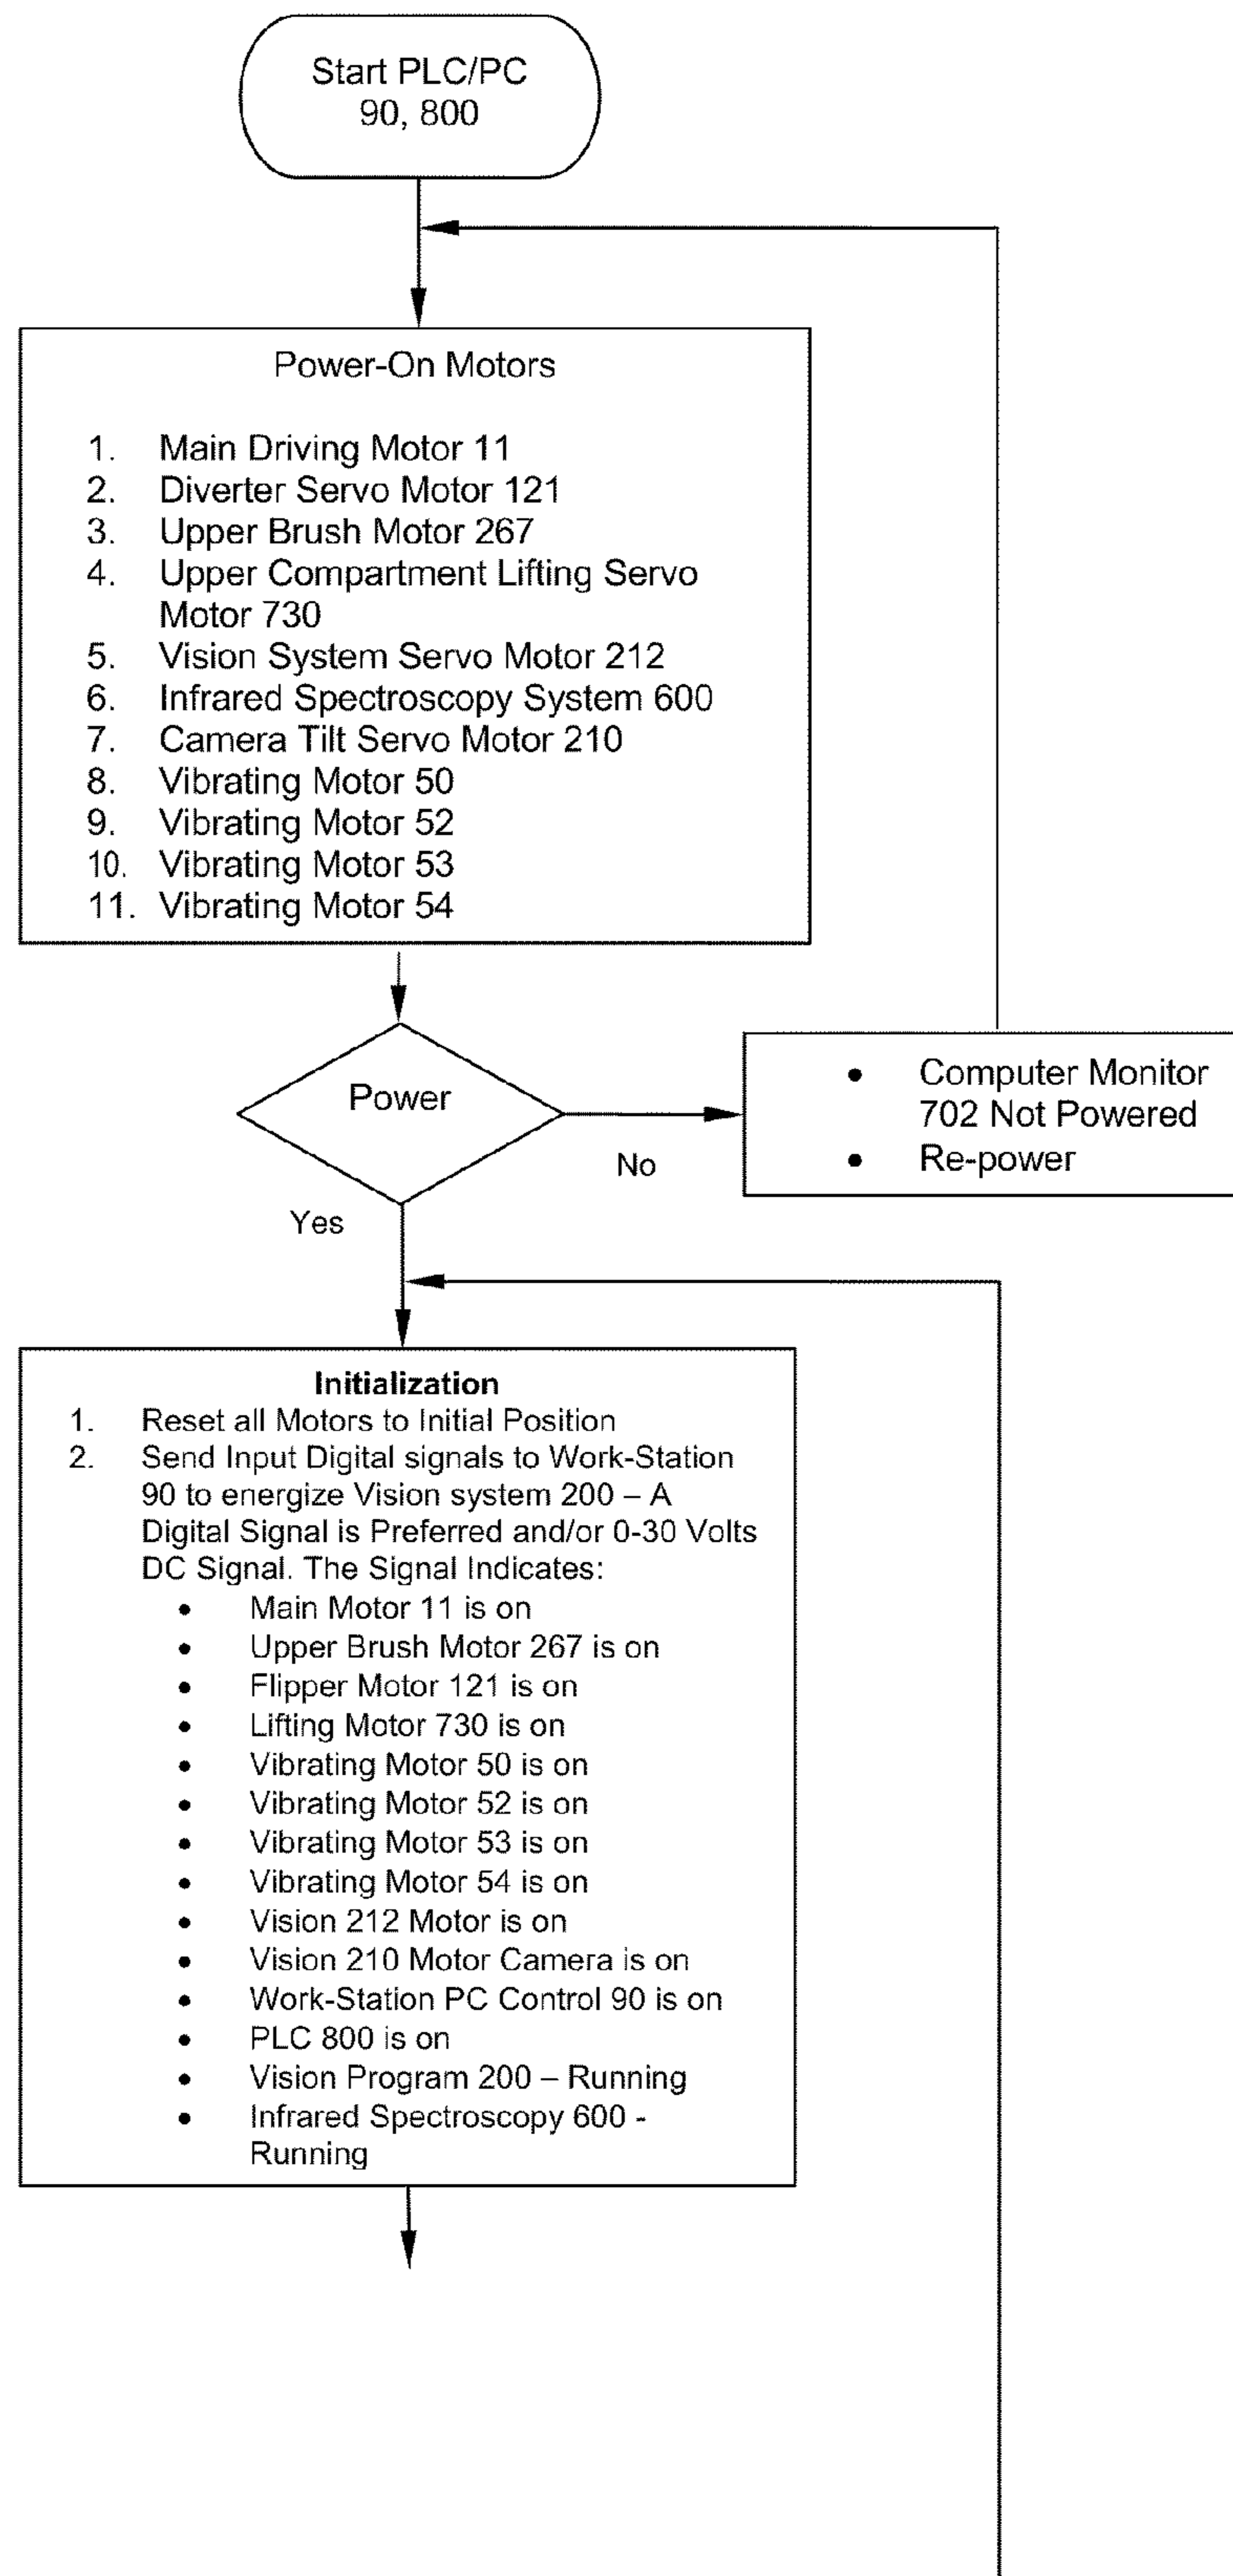 Start PLC/PC
90, 800
Power-On Motors
1. Main Driving Motor 11
2. Diverter Servo Motor 121
3. Upper Brush Motor 267
4. Upper Compartment Lifting Servo
Motor 730
5. Vision System Servo Motor 212
6. Infrared Spectroscopy System 600
7. Camera Tilt Servo Motor 210
8. Vibrating Motor 50
9. Vibrating Motor 52
10. Vibrating Motor 53
11. Vibrating Motor 54
Power
No
• Computer Monitor
702 Not Powered
• Re-power
Yes
Initialization
1. Reset all Motors to Initial Position
2. Send Input Digital signals to Work-Station
90 to energize Vision system 200 – A
Digital Signal is Preferred and/or 0-30 Volts
DC Signal. The Signal Indicates:
• Main Motor 11 is on
• Upper Brush Motor 267 is on
• Flipper Motor 121 is on
• Lifting Motor 730 is on
• Vibrating Motor 50 is on
• Vibrating Motor 52 is on
• Vibrating Motor 53 is on
• Vibrating Motor 54 is on
• Vision 212 Motor is on
• Vision 210 Motor Camera is on
• Work-Station PC Control 90 is on
• PLC 800 is on
• Vision Program 200 – Running
• Infrared Spectroscopy 600 -
Running